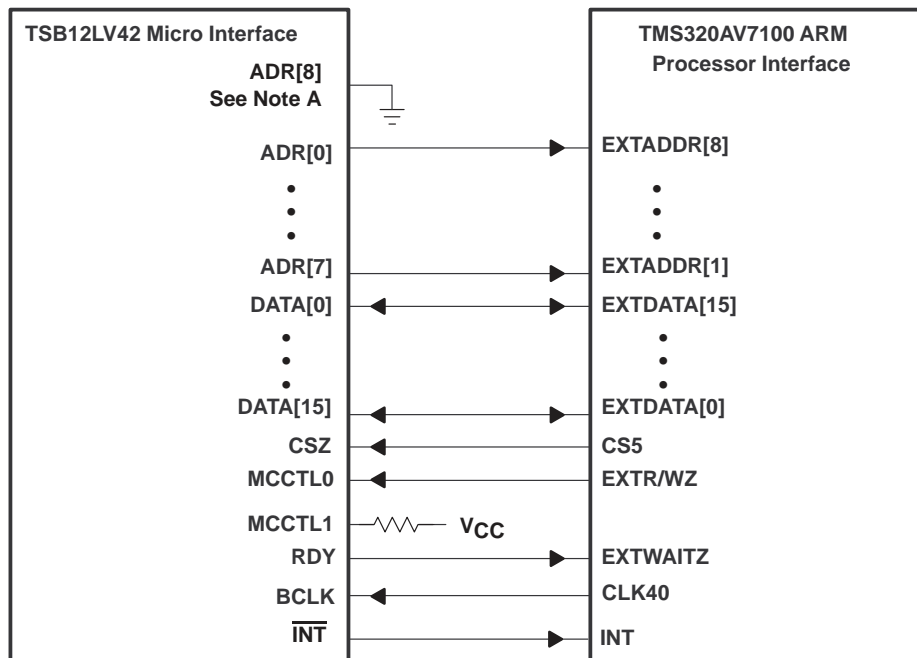 TSB12LV42 Micro Interface
TMS320AV7100 ARM
Processor Interface
ADR[8]
See Note A
ADR[0]
EXTADDR[8]
ADR[7]
EXTADDR[1]
DATA[0]
EXTDATA[15]
DATA[15]
EXTDATA[0]
CSZ
CS5
MCCTL0
EXTR/WZ
MCCTL1
VCC
RDY
EXTWAITZ
BCLK
CLK40
INT
INT